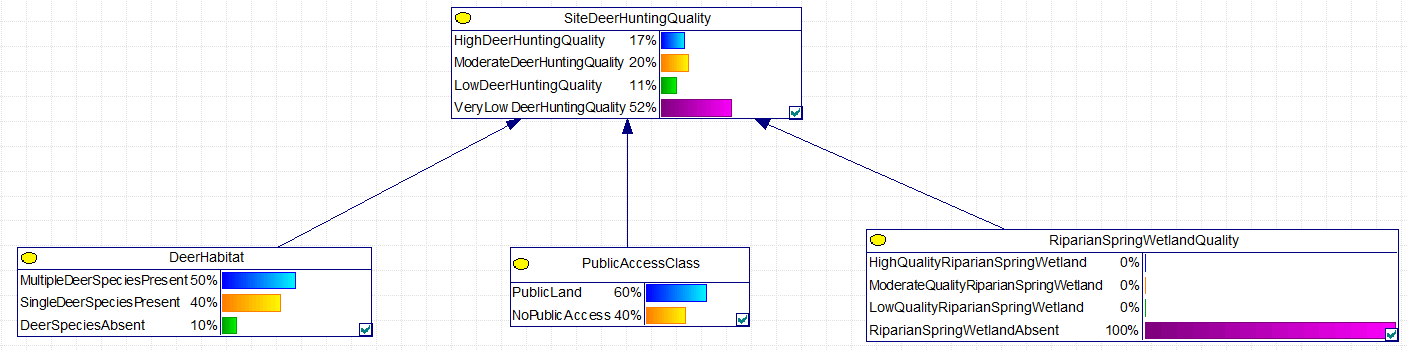 SiteDeerHuntingQuality
HighDeerHuntingQuality 17%
ModerateDeerHuntingQuality 20%
LowDeerHuntingQuality 11%
VeryLow DeerHuntingQuality 52%
DeerHabitat
MultipleDeerSpeciesPresent 50%
SingleDeerSpeciesPresent 40%
DeerSpeciesAbsent 10%
PublicAccessClass
PublicLand 60%
NoPublicAccess 40%
RiparianSpringWetlandQuality
HighQualityRiparianSpringWetland 0%
ModerateQualityRiparianSpringWetland 0%
LowQualityRiparianSpringWetland 0%
RiparianSpringWetlandAbsent 100%